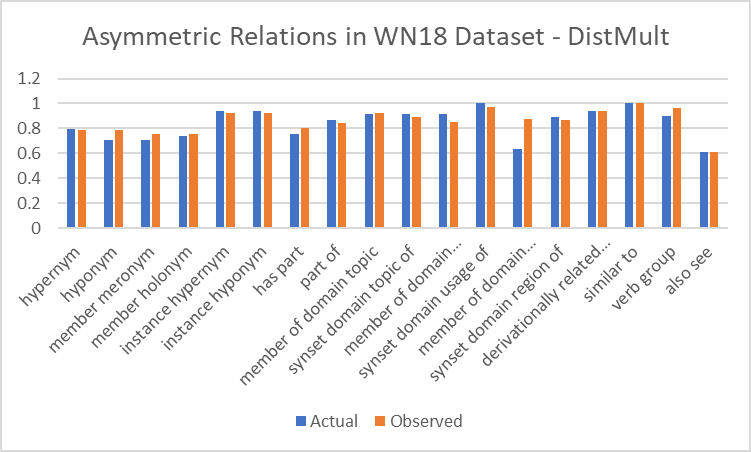 Asymmetric Relations in WN18 Dataset - DistMult
1.2
1
0.8
0.6
0.4
0.2
0
hypernym
hyponym
member meronym
member holonym
instance hypernym
instance hyponym
has part
part of
member of domain topic
synset domain topic of
member of domain...
synset domain usage of
member of domain...
synset domain region of
derivationally related...
similar to
verb group
also see
Actual Observed